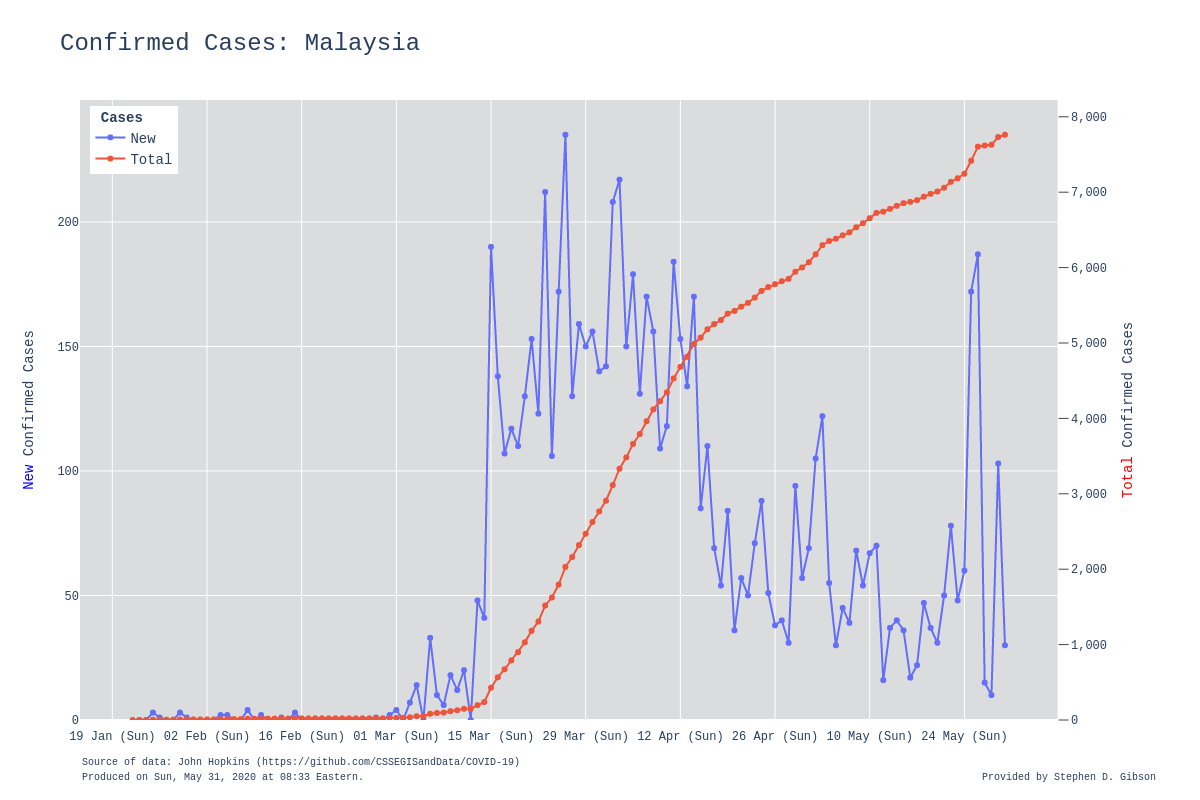 Confirmed Cases: Malaysia
Cases
New
Total
200
150
100
50
0
New Confirmed Cases
8,000
7,000
6,000
5,000
4,000
3,000
2,000
1,000
0
Total Confirmed Cases
19 Jan (Sun) 02 Feb (Sun) 16 Feb (Sun) 01 Mar (Sun) 15 Mar (Sun) 29 Mar (Sun) 12 Apr (Sun) 26 Apr (Sun) 10 May (Sun) 24 May (Sun)
Source of data: John Hopkins (https://github.com/CSSEGISandData/COVID-19)
Produced on Sun, May 31, 2020 at 08:33 Eastern.
Provided by Stephen D. Gibson